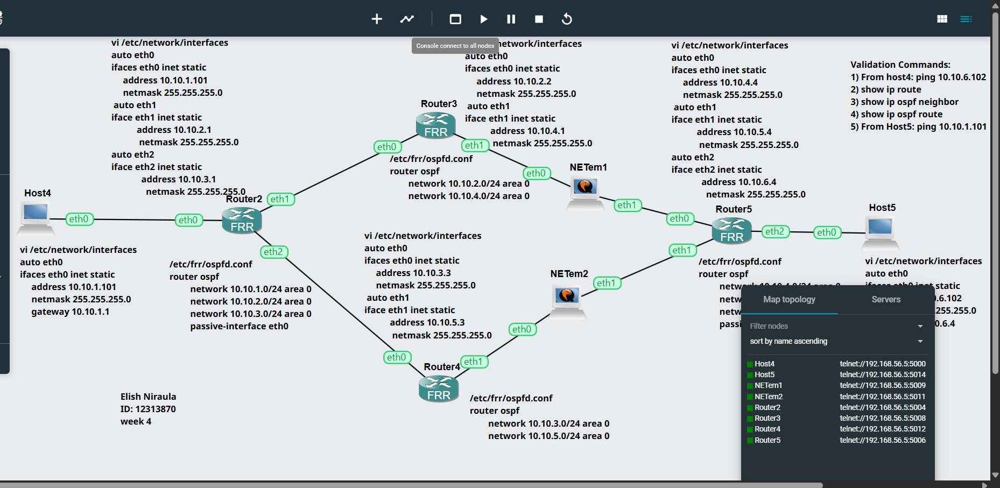 Console connect to all nodes
vi /etc/network/interfaces
auto eth0
ifaces eth0 inet static
address 10.10.1.101
netmask 255.255.255.0
auto eth1
iface eth1 inet static
address 10.10.2.1
netmask 255.255.255.0
auto eth2
iface eth2 inet static
address 10.10.3.1
netmask 255.255.255.0
etwork/interfaces
auto eth0
ifaces eth0 inet static
address 10.10.2.2
netmask 255.255.255.0
auto eth1
iface eth1 inet static
address 10.10.4.1
netmask 255.255.255.0
vi /etc/network/interfaces
auto eth0
iface eth0 inet static
address 10.10.4.4
netmask 255.255.255.0
auto eth1
iface eth1 inet static
address 10.10.5.4
netmask 255.255.255.0
auto eth2
iface eth2 inet static
address 10.10.6.4
netmask 255.255.255.0
Validation Commands:
1) From host4: ping 10.10.6.102
2) show ip route
3) show ip ospf neighbor
4) show ip ospf route
5) From Host5: ping 10.10.1.101
Router3
FRR
eth0
eth1
/etc/frr/ospfd.conf
router ospf
network 10.10.2.0/24 area 0
network 10.10.4.0/24 area 0
NETem1
eth0
eth1
Host4
eth0
Router2
FRR
eth0
eth1
eth2
Router5
FRR
eth0
eth1
eth2
Host5
eth0
vi /etc/network/interfaces
auto eth0
ifaces eth0 inet static
address 10.10.1.101
netmask 255.255.255.0
gateway 10.10.1.1
/etc/frr/ospfd.conf
router ospf
network 10.10.1.0/24 area 0
network 10.10.2.0/24 area 0
network 10.10.3.0/24 area 0
passive-interface eth0
vi /etc/network/interfaces
auto eth0
ifaces eth0 inet static
address 10.10.3.3
netmask 255.255.255.0
auto eth1
iface eth1 inet static
address 10.10.5.3
netmask 255.255.255.0
NETem2
eth1
eth0
/etc/frr/ospfd.conf
router ospf
network 10.10.4.0/24 area 0
netw
netw
passi
vi /etc/network/interfaces
auto eth0
ifaces eth0 inet static
0.6.102
255.255.0
0.6.4
Router4
FRR
eth0
eth1
/etc/frr/ospfd.conf
router ospf
network 10.10.3.0/24 area 0
network 10.10.5.0/24 area 0
Elish Niraula
ID: 12313870
week 4
Map topology Servers
Filter nodes
sort by name ascending
Host4 telnet://192.168.56.5:5000
Host5 telnet://192.168.56.5:5014
NETem1 telnet://192.168.56.5:5009
NETem2 telnet://192.168.56.5:5011
Router2 telnet://192.168.56.5:5004
Router3 telnet://192.168.56.5:5008
Router4 telnet://192.168.56.5:5012
Router5 telnet://192.168.56.5:5006